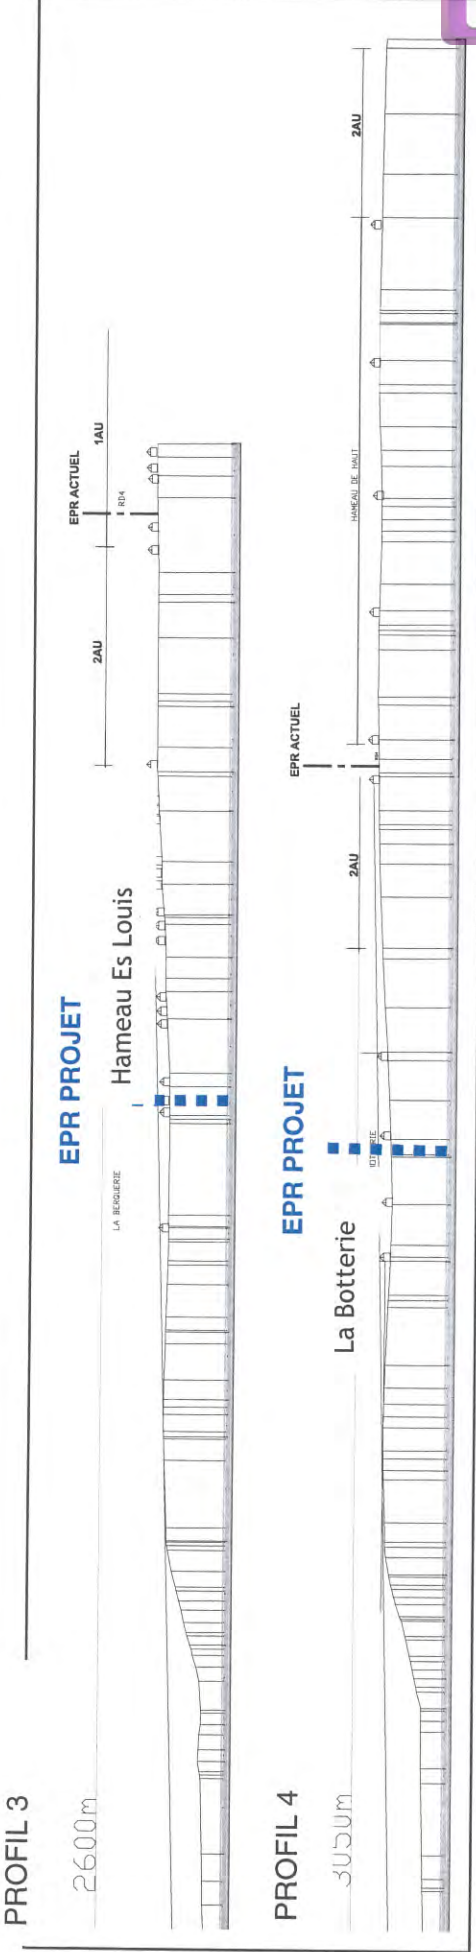 PROFIL 3
2600m
LA BERQUERIE
EPR PROJET
Hameau Es Louis
2AU
EPR ACTUEL
RD4
1AU
PROFIL 4
3050m
La Botterie
EPR PROJET
2AU
EPR ACTUEL
HAMEAU DE HAUT
2AU